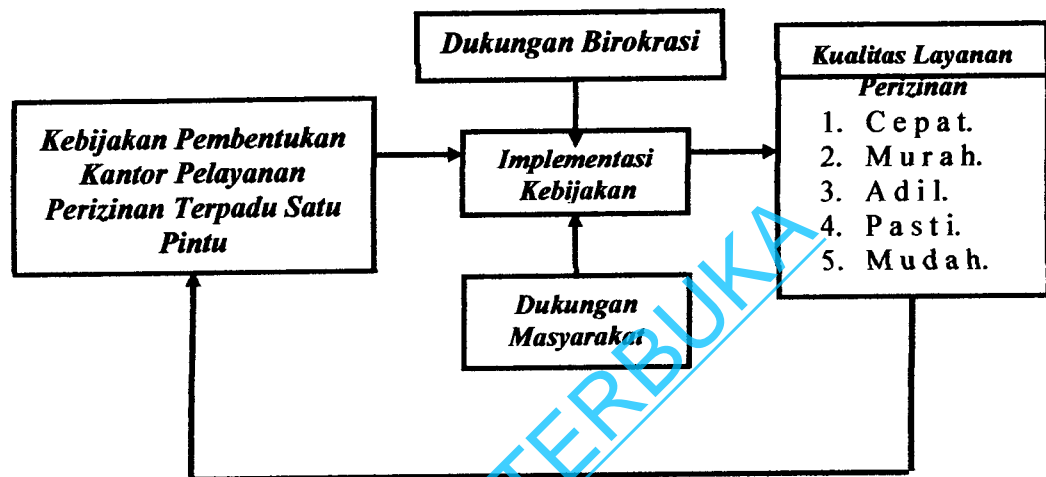 Dukungan Birokrasi
Kebijakan Pembentukan
Kantor Pelayanan
Perizinan Terpadu Satu
Pintu
Implementasi
Kebijakan
Dukungan
Masyarakat
Kualitas Layanan
Perizinan
1. Cepat.
2. Murah.
3. Adil.
4. Pasti.
5. Mudah.
TERBUKA